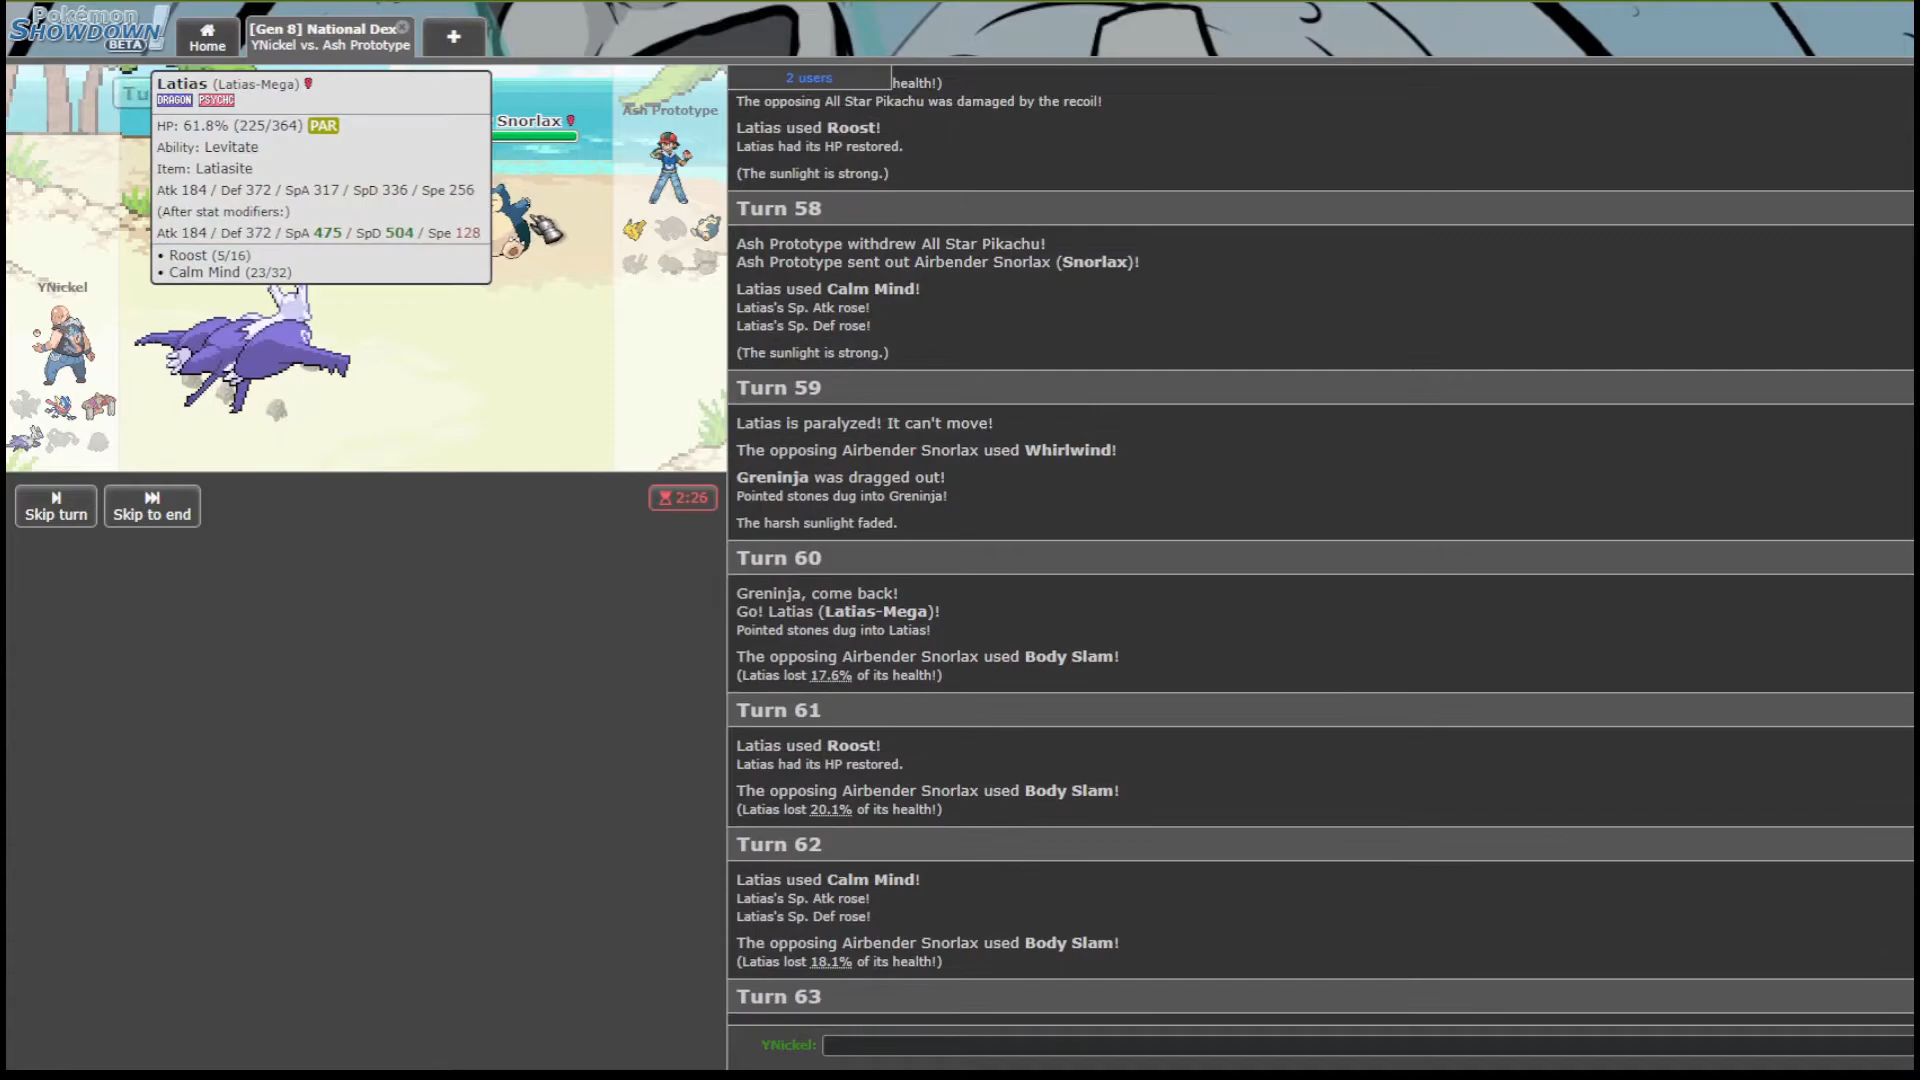 Pokémon
SHOWDOWN!
BETA
Home
[Gen 8] National Dex
YNickel vs. Ash Prototype
+
Tu
Latias (Latias-Mega)
DRAGON PSYCHC
HP: 61.8% (225/364) PAR
Ability: Levitate
Item: Latiasite
Atk 184 / Def 372 / SpA 317 / SpD 336 / Spe 256
(After stat modifiers:)
Atk 184 / Def 372 / SpA 475 / SpD 504 / Spe 128
• Roost (5/16)
• Calm Mind (23/32)
Snorlax
Ash Prototype
YNickel
Skip turn
Skip to end
2:26
2 users
health!)
The opposing All Star Pikachu was damaged by the recoil!
Latias used Roost!
Latias had its HP restored.
(The sunlight is strong.)
Turn 58
Ash Prototype withdrew All Star Pikachu!
Ash Prototype sent out Airbender Snorlax (Snorlax)!
Latias used Calm Mind!
Latias's Sp. Atk rose!
Latias's Sp. Def rose!
(The sunlight is strong.)
Turn 59
Latias is paralyzed! It can't move!
The opposing Airbender Snorlax used Whirlwind!
Greninja was dragged out!
Pointed stones dug into Greninja!
The harsh sunlight faded.
Turn 60
Greninja, come back!
Go! Latias (Latias-Mega)!
Pointed stones dug into Latias!
The opposing Airbender Snorlax used Body Slam!
(Latias lost 17.6% of its health!)
Turn 61
Latias used Roost!
Latias had its HP restored.
The opposing Airbender Snorlax used Body Slam!
(Latias lost 20.1% of its health!)
Turn 62
Latias used Calm Mind!
Latias's Sp. Atk rose!
Latias's Sp. Def rose!
The opposing Airbender Snorlax used Body Slam!
(Latias lost 18.1% of its health!)
Turn 63
YNickel: